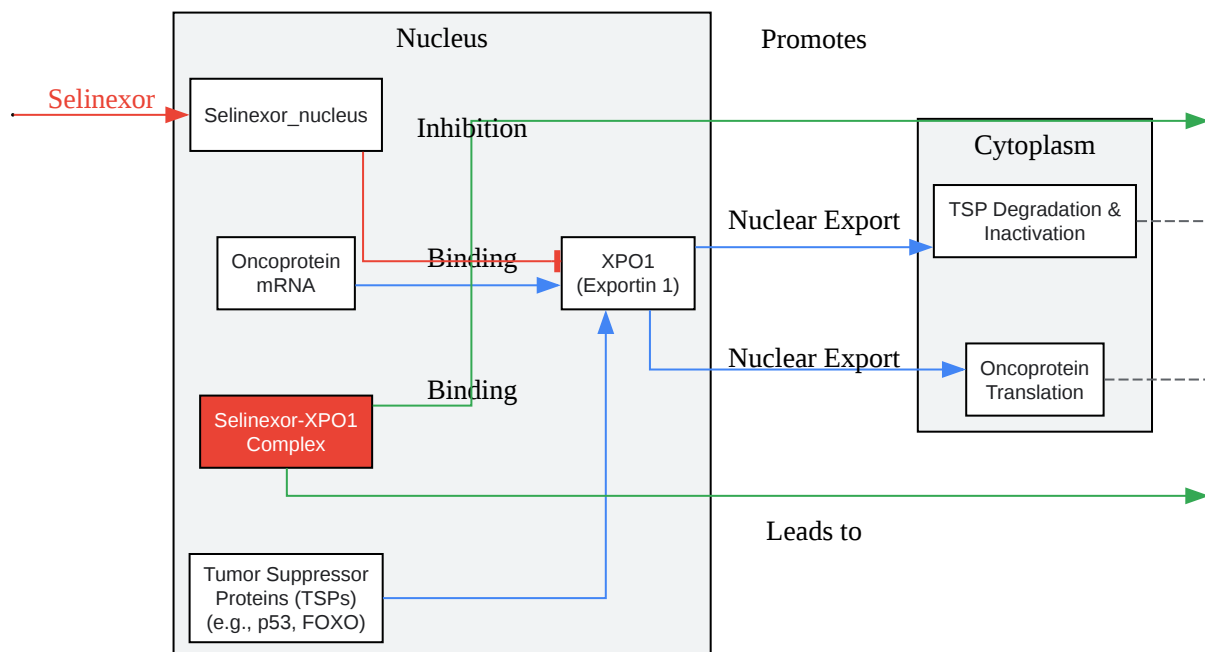 Nucleus
Promotes
Selinexor
Selinexor_nucleus
Inhibition
Cytoplasm
TSP Degradation &
Inactivation
Nuclear Export
Oncoprotein
mRNA
Binding
XPO1
(Exportin 1)
Nuclear Export
Oncoprotein
Translation
Binding
Selinexor-XPO1
Complex
Leads to
Tumor Suppressor
Proteins (TSPs)
(e.g., p53, FOXO)